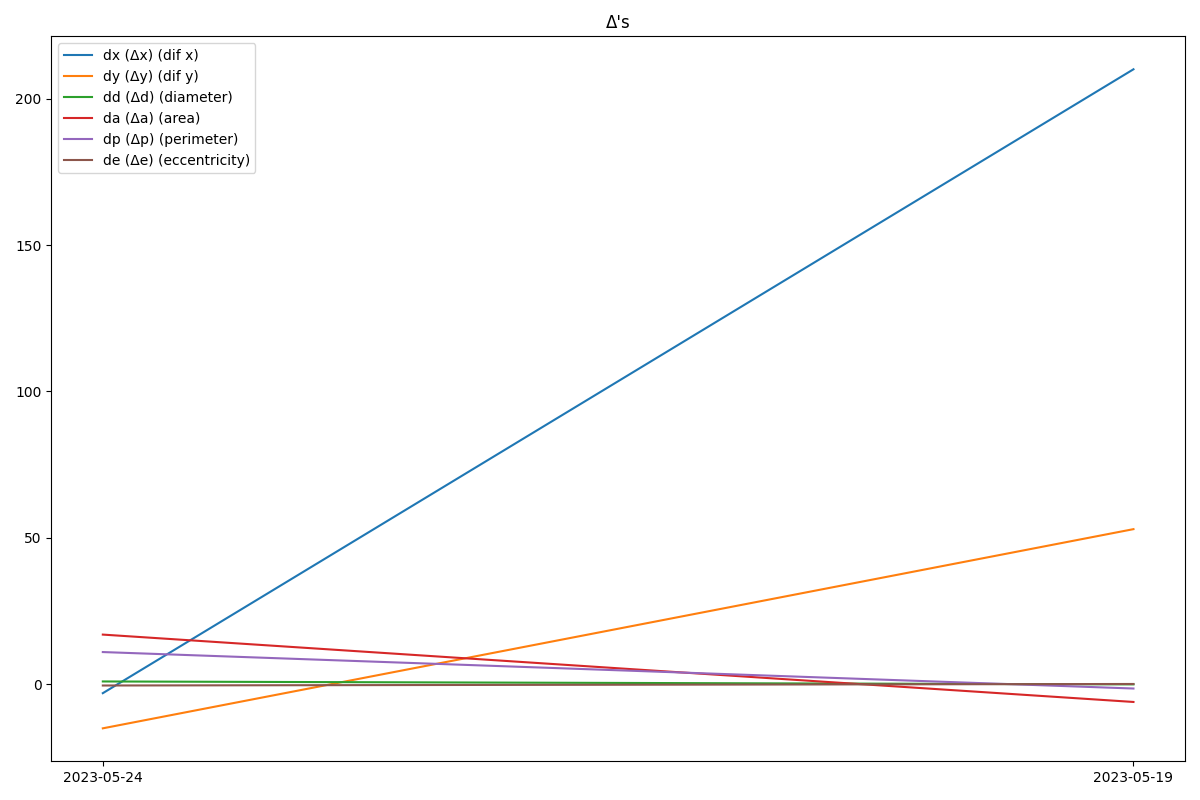 Δ's
dx (Δx) (dif x)
dy (Δy) (dif y)
dd (Δd) (diameter)
da (Δa) (area)
dp (Δp) (perimeter)
de (Δe) (eccentricity)
200
150
100
50
0
2023-05-24
2023-05-19